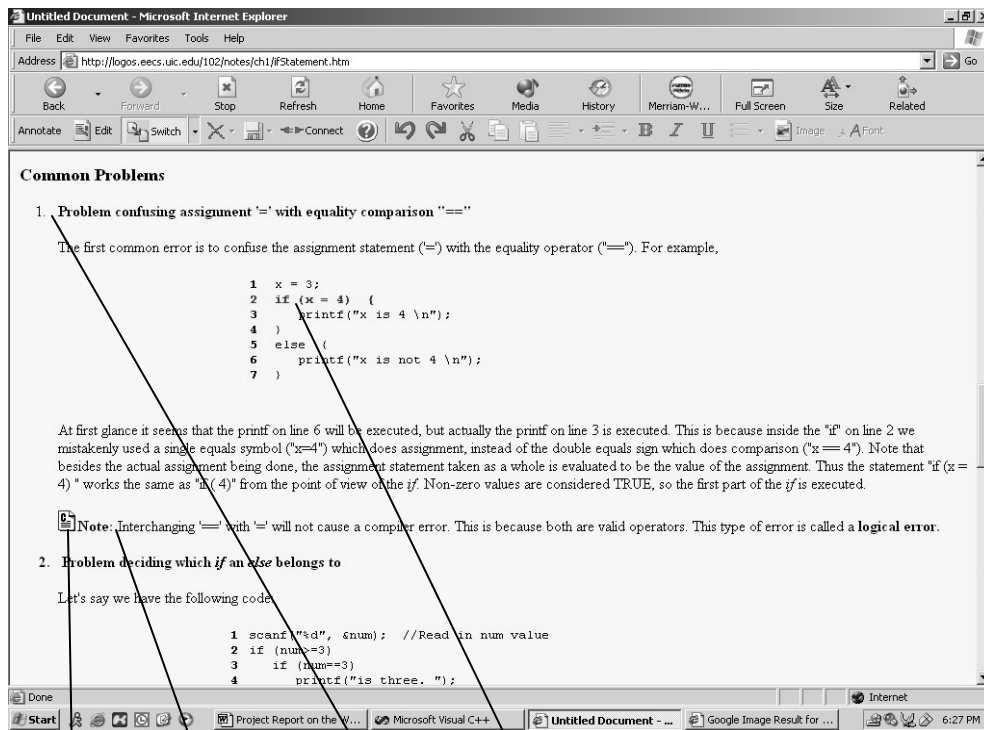 Untitled Document - Microsoft Internet Explorer
File Edit View Favorites Tools Help
Address http://logos.eecs.uic.edu/102/notes/ch1/ifStatement.htm Go
Back Forward Stop Refresh Home Favorites Media History Merriam-W... Full Screen Size Related
Annotate Edit Switch Connect B I U Image A Font
Common Problems
1. Problem confusing assignment '=' with equality comparison "=="
The first common error is to confuse the assignment statement ('=') with the equality operator ("=="). For example,
1 x = 3;
2 if (x = 4) {
3 printf("x is 4 \n");
4 }
5 else {
6 printf("x is not 4 \n");
7 }
At first glance it seems that the printf on line 6 will be executed, but actually the printf on line 3 is executed. This is because inside the "if" on line 2 we
mistakenly used a single equals symbol ("x=4") which does assignment, instead of the double equals sign which does comparison ("x == 4"). Note that
besides the actual assignment being done, the assignment statement taken as a whole is evaluated to be the value of the assignment. Thus the statement "if (x =
4) " works the same as "if ( 4)" from the point of view of the if. Non-zero values are considered TRUE, so the first part of the if is executed.
Note: Interchanging '==' with '=' will not cause a compiler error. This is because both are valid operators. This type of error is called a logical error.
2. Problem deciding which if an else belongs to
Let's say we have the following code:
1 scanf("%d", &num); //Read in num value
2 if (num>=3)
3 if (num==3)
4 printf("is three. ");
Done Internet
Start Project Report on the W... Microsoft Visual C++ Untitled Document - ... Google Image Result for ... 6:27 PM